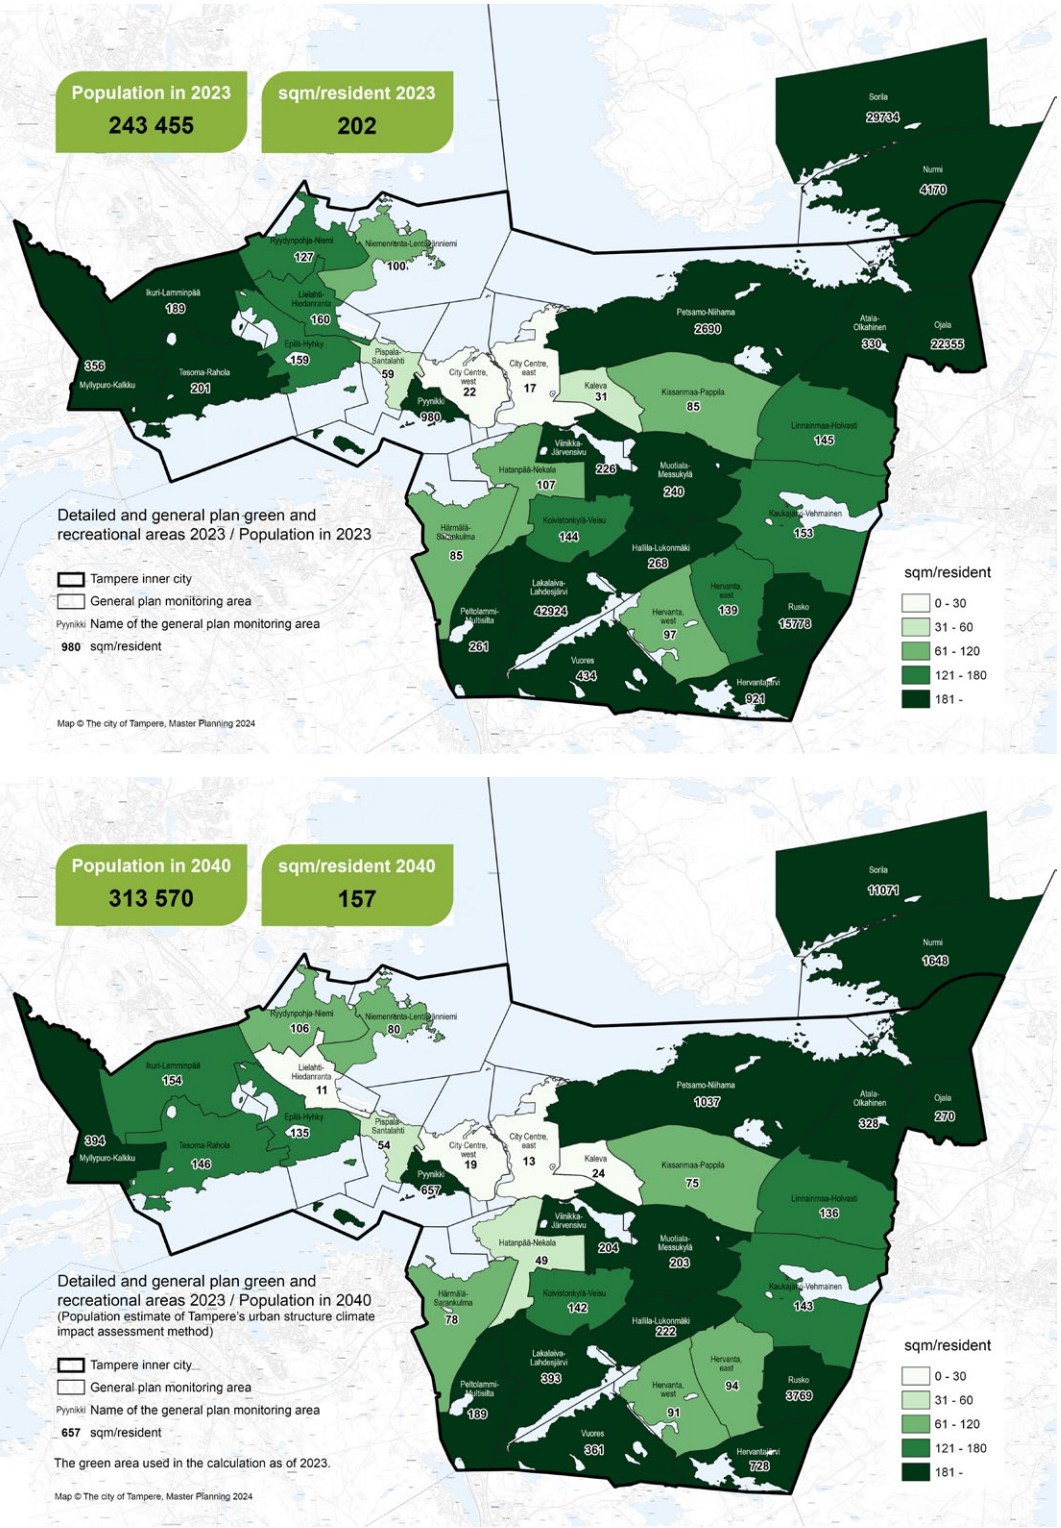 Population in 2023
243 455
sqm/resident 2023
202
Sorila
29734
Nurmi
4170
Ryydynpohja-Niemi
127
Niemenranta-Lentävänniemi
100
Ikuri-Lamminpää
189
Lielahti-
Hiedanranta
160
Petsamo-Niihama
2690
Atala-
Olkahinen
330
Ojala
22355
Epilä-Hyhky
159
Pispala-
Santalahti
59
City Centre,
west
22
City Centre,
east
17
Kaleva
31
Kissanmaa-Pappila
85
356
Myllypuro-Kalkku
Tesoma-Rahola
201
Pyynikki
980
Linnainmaa-Holvasti
145
Viinikka-
Järvensivu
226
Hatanpää-Nekala
107
Muotiala-
Messukylä
240
Kaukajärvi-Vehmainen
153
Härmälä-
Sarankulma
85
Koivistonkylä-Veisu
144
Hallila-Lukonmäki
268
Lakalaiva-
Lahdesjärvi
42924
Hervanta,
west
97
Hervanta,
east
139
Rusko
15778
Peltolammi-
Multisilta
261
Vuores
434
Hervantajärvi
921
Detailed and general plan green and
recreational areas 2023 / Population in 2023
Tampere inner city
General plan monitoring area
Pyynikki Name of the general plan monitoring area
980 sqm/resident
Map © The city of Tampere, Master Planning 2024
sqm/resident
0 - 30
31 - 60
61 - 120
121 - 180
181 -
Population in 2040
313 570
sqm/resident 2040
157
Sorila
11071
Nurmi
1648
Ryydynpohja-Niemi
106
Niemenranta-Lentävänniemi
80
Ikuri-Lamminpää
154
Lielahti-
Hiedanranta
11
Petsamo-Niihama
1037
Atala-
Olkahinen
328
Ojala
270
Epilä-Hyhky
135
Pispala-
Santalahti
54
City Centre,
west
19
City Centre,
east
13
Kaleva
24
Kissanmaa-Pappila
75
394
Myllypuro-Kalkku
Tesoma-Rahola
146
Pyynikki
657
Linnainmaa-Holvasti
136
Viinikka-
Järvensivu
204
Hatanpää-Nekala
49
Muotiala-
Messukylä
203
Kaukajärvi-Vehmainen
143
Härmälä-
Sarankulma
78
Koivistonkylä-Veisu
142
Hallila-Lukonmäki
222
Lakalaiva-
Lahdesjärvi
393
Hervanta,
west
91
Hervanta,
east
94
Rusko
3769
Peltolammi-
Multisilta
189
Vuores
361
Hervantajärvi
728
Detailed and general plan green and
recreational areas 2023 / Population in 2040
(Population estimate of Tampere's urban structure climate
impact assessment method)
Tampere inner city
General plan monitoring area
Pyynikki Name of the general plan monitoring area
657 sqm/resident
The green area used in the calculation as of 2023.
Map © The city of Tampere, Master Planning 2024
sqm/resident
0 - 30
31 - 60
61 - 120
121 - 180
181 -